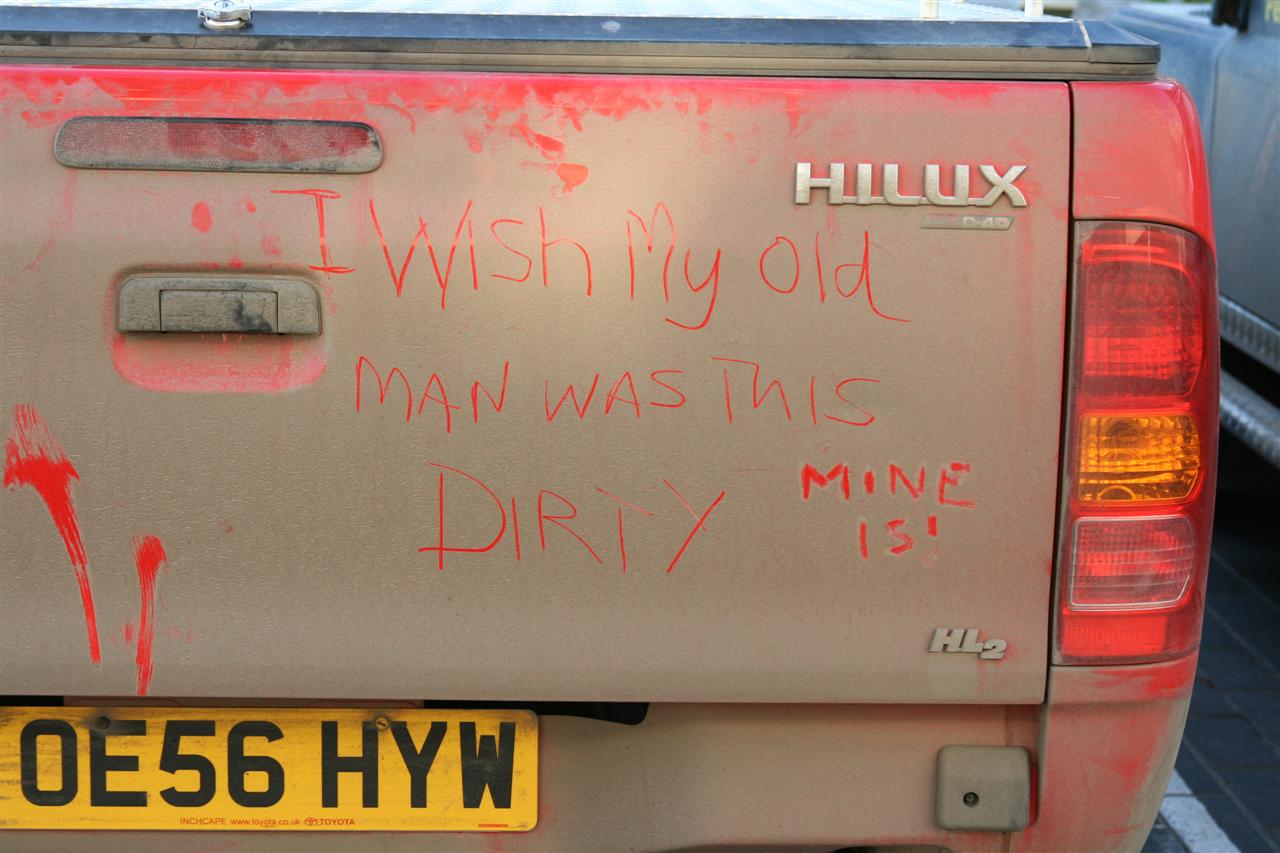 HILUX
D-4D
I Wish My Old
MAN WAS THIS
DIRTY
MINE
IS!
HL2
OE56 HYW
INCHCAPE www.toyota.co.uk TOYOTA